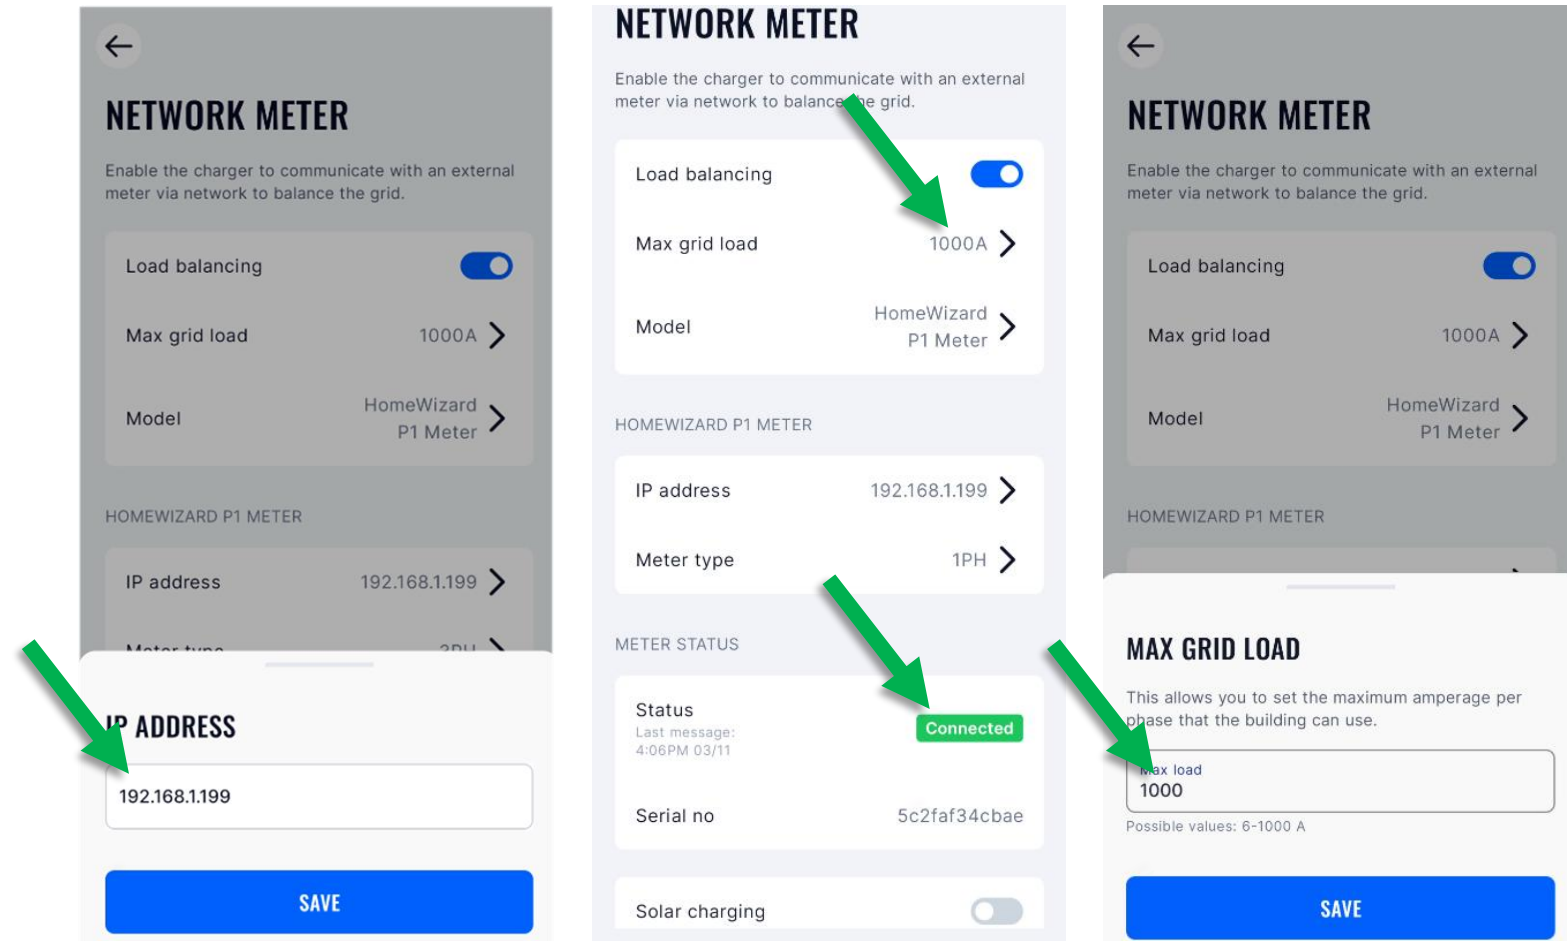 NETWORK METER
Enable the charger to communicate with an external
meter via network to balance the grid.
Load balancing
Max grid load 1000A
Model HomeWizard
P1 Meter
HOMEWIZARD P1 METER
IP address 192.168.1.199
Meter type 3PH
IP ADDRESS
192.168.1.199
SAVE
NETWORK METER
Enable the charger to communicate with an external
meter via network to balance the grid.
Load balancing
Max grid load 1000A
Model HomeWizard
P1 Meter
HOMEWIZARD P1 METER
IP address 192.168.1.199
Meter type 1PH
METER STATUS
Status Connected
Last message:
4:06PM 03/11
Serial no 5c2faf34cbae
Solar charging
NETWORK METER
Enable the charger to communicate with an external
meter via network to balance the grid.
Load balancing
Max grid load 1000A
Model HomeWizard
P1 Meter
HOMEWIZARD P1 METER
MAX GRID LOAD
This allows you to set the maximum amperage per
phase that the building can use.
Max load
1000
Possible values: 6-1000 A
SAVE